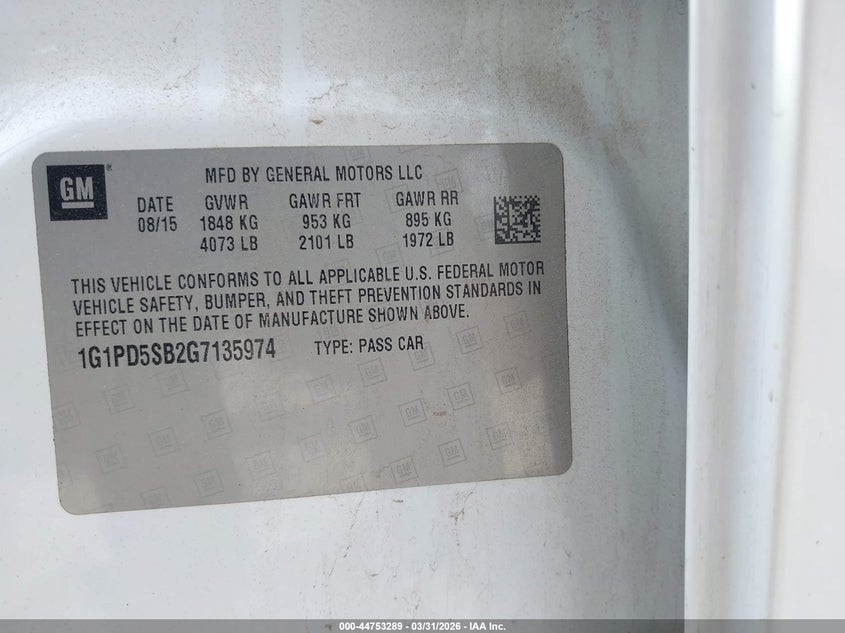 GM
MFD BY GENERAL MOTORS LLC
DATE GVWR GAWR FRT GAWR RR
08/15 1848 KG 953 KG 895 KG
4073 LB 2101 LB 1972 LB
THIS VEHICLE CONFORMS TO ALL APPLICABLE U.S. FEDERAL MOTOR
VEHICLE SAFETY, BUMPER, AND THEFT PREVENTION STANDARDS IN
EFFECT ON THE DATE OF MANUFACTURE SHOWN ABOVE.
1G1PD5SB2G7135974 TYPE: PASS CAR
000-44753289 - 03/31/2026 - IAA Inc.